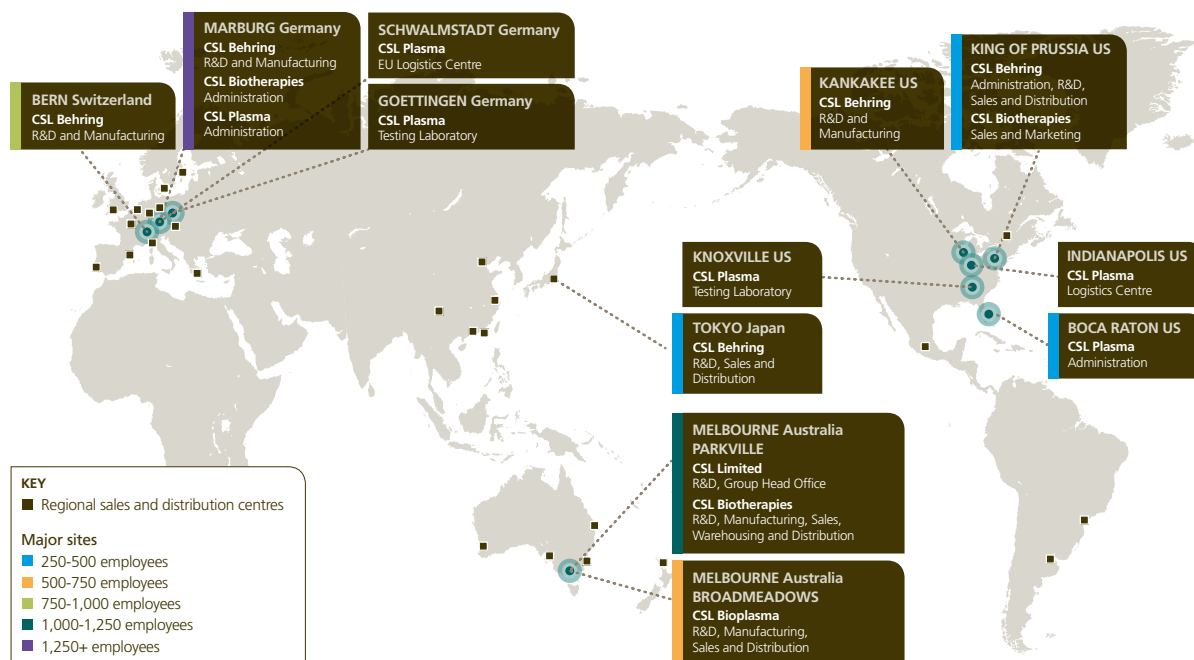 MARBURG Germany
CSL Behring
R&D and Manufacturing
CSL Biotherapies
Administration
CSL Plasma
Administration
SCHWALMSTADT Germany
CSL Plasma
EU Logistics Centre
GOETTINGEN Germany
CSL Plasma
Testing Laboratory
BERN Switzerland
CSL Behring
R&D and Manufacturing
KANKAKEE US
CSL Behring
R&D and
Manufacturing
KING OF PRUSSIA US
CSL Behring
Administration, R&D,
Sales and Distribution
CSL Biotherapies
Sales and Marketing
KNOXVILLE US
CSL Plasma
Testing Laboratory
INDIANAPOLIS US
CSL Plasma
Logistics Centre
TOKYO Japan
CSL Behring
R&D, Sales and
Distribution
BOCA RATON US
CSL Plasma
Administration
MELBOURNE Australia
PARKVILLE
CSL Limited
R&D, Group Head Office
CSL Biotherapies
R&D, Manufacturing, Sales,
Warehousing and Distribution
MELBOURNE Australia
BROADMEADOWS
CSL Bioplasma
R&D, Manufacturing,
Sales and Distribution
KEY
Regional sales and distribution centres
Major sites
250-500 employees
500-750 employees
750-1,000 employees
1,000-1,250 employees
1,250+ employees